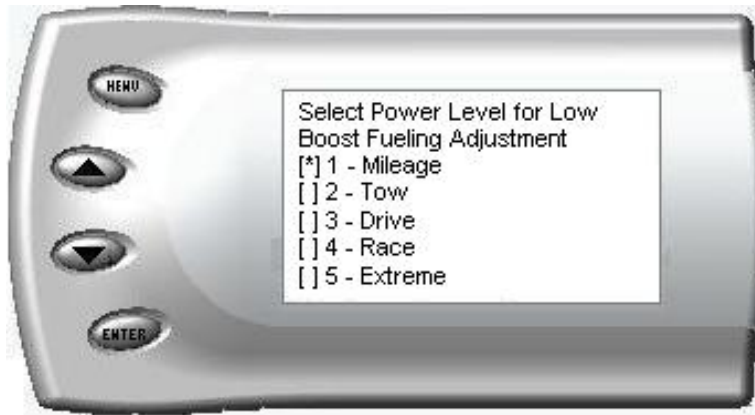 MENU
Select Power Level for Low
Boost Fueling Adjustment
[*] 1 - Mileage
[ ] 2 - Tow
[ ] 3 - Drive
[ ] 4 - Race
[ ] 5 - Extreme
ENTER